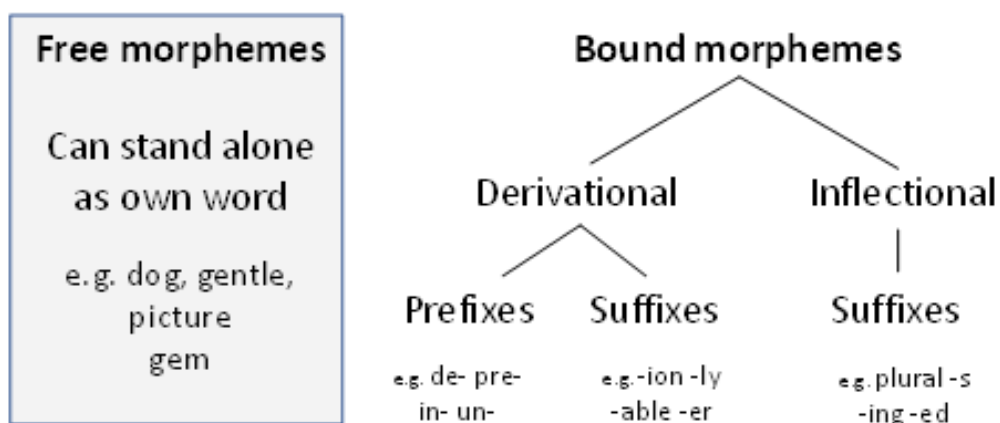 Free morphemes
Can stand alone
as own word
e.g. dog, gentle,
picture
gem
Bound morphemes
Derivational
Inflectional
Prefixes
Suffixes
Suffixes
e.g. de- pre-
in- un-
e.g.-ion -ly
-able -er
e.g. plural -s
-ing -ed